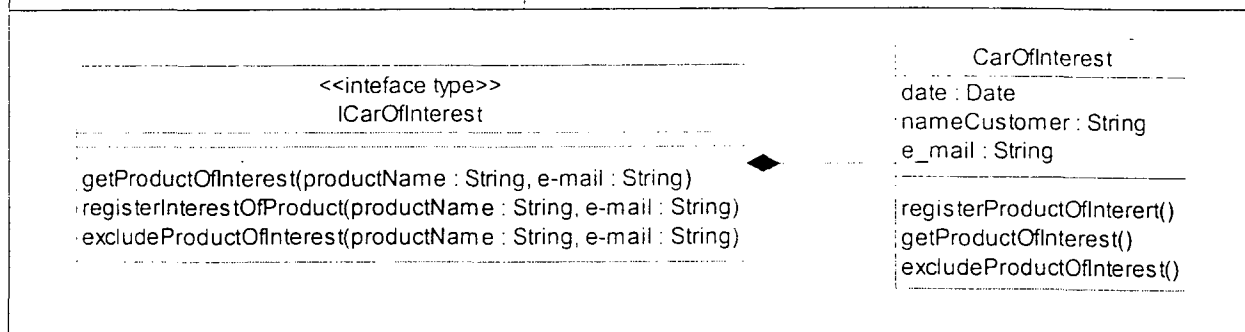 <<inteface type>>
ICarOfInterest
getProductOfInterest(productName : String, e-mail : String)
registerInterestOfProduct(productName : String, e-mail : String)
excludeProductOfInterest(productName : String, e-mail : String)
CarOfInterest
date : Date
nameCustomer : String
e_mail : String
registerProductOfInterert()
getProductOfInterest()
excludeProductOfInterest()